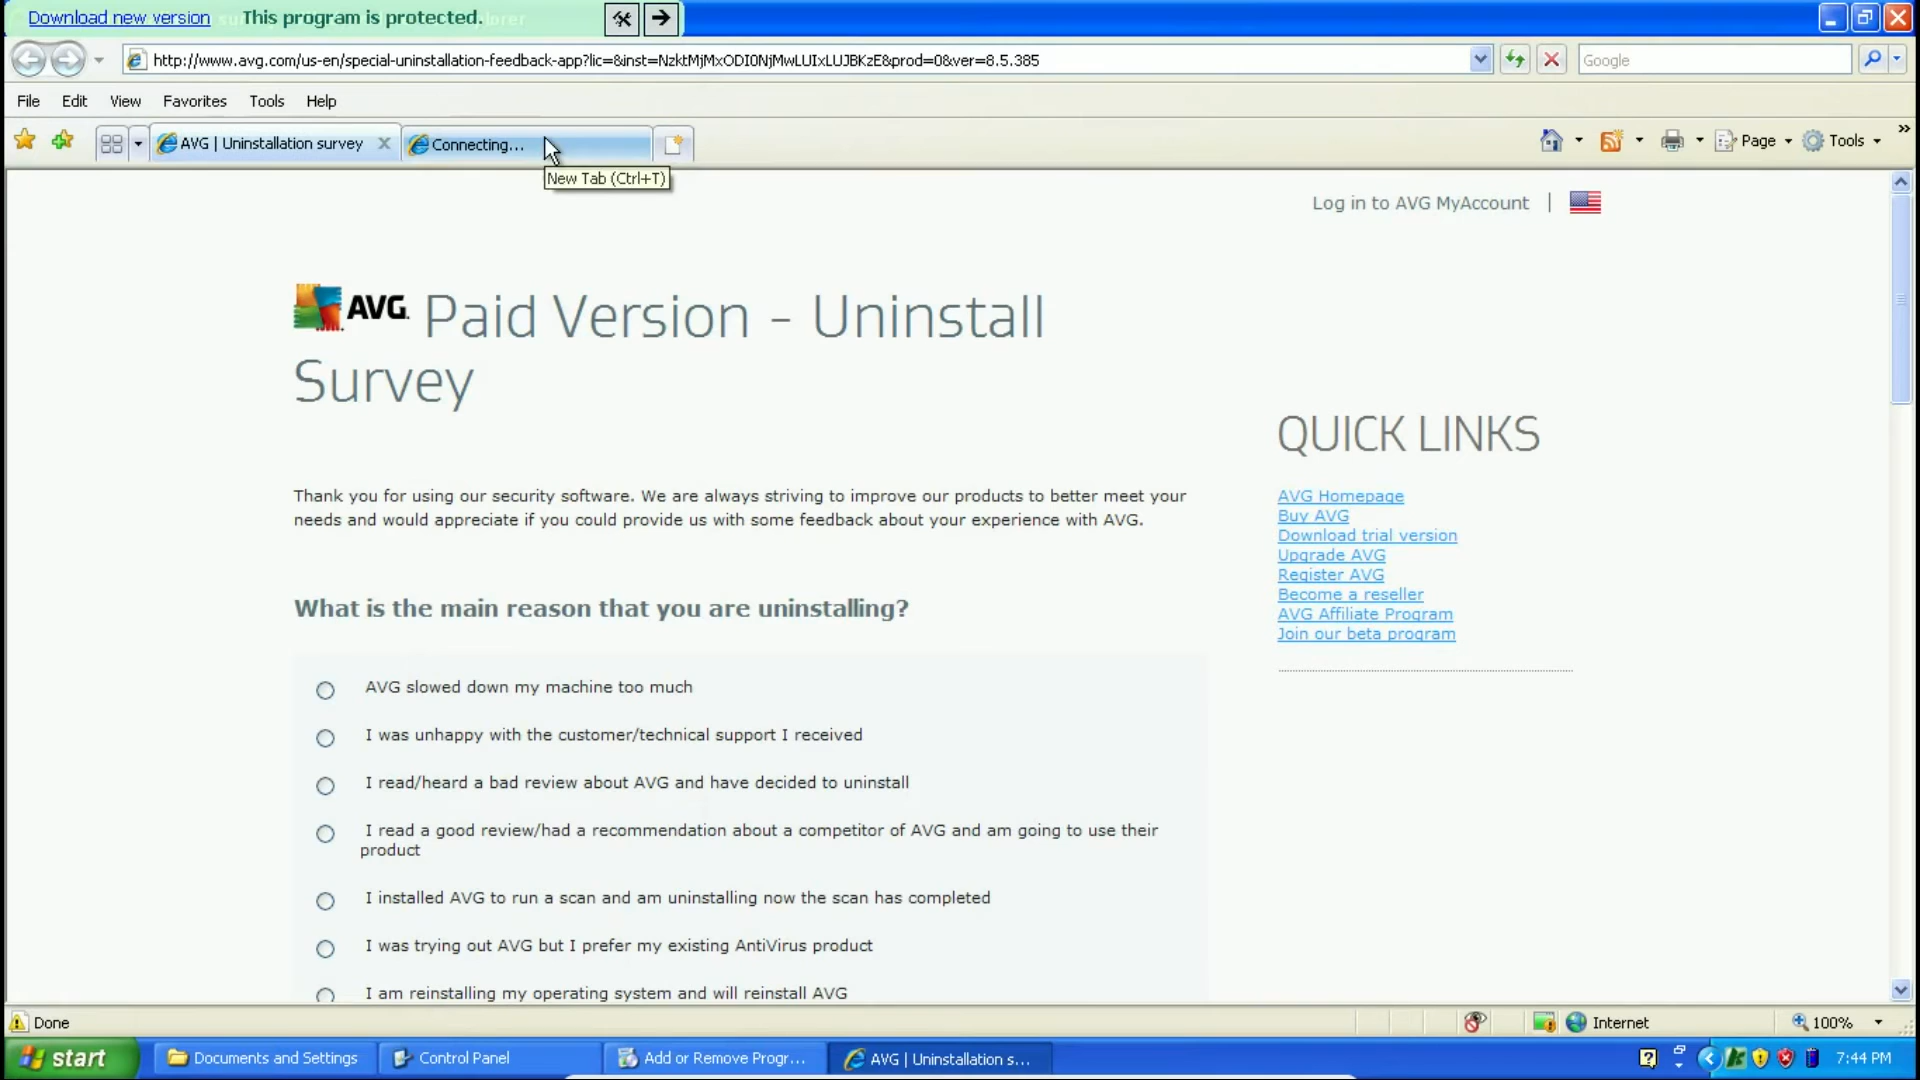 Download new version This program is protected.
http://www.avg.com/us-en/special-uninstallation-feedback-app?lic=&inst=NzktMjMxODI0NjMwLUIxLUJBKzE&prod=0&ver=8.5.385
Google
File Edit View Favorites Tools Help
AVG | Uninstallation survey Connecting... Page Tools
New Tab (Ctrl+T)
Log in to AVG MyAccount |
AVG. Paid Version - Uninstall
Survey
QUICK LINKS
Thank you for using our security software. We are always striving to improve our products to better meet your
needs and would appreciate if you could provide us with some feedback about your experience with AVG.
AVG Homepage
Buy AVG
Download trial version
Upgrade AVG
Register AVG
Become a reseller
AVG Affiliate Program
Join our beta program
What is the main reason that you are uninstalling?
AVG slowed down my machine too much
I was unhappy with the customer/technical support I received
I read/heard a bad review about AVG and have decided to uninstall
I read a good review/had a recommendation about a competitor of AVG and am going to use their
product
I installed AVG to run a scan and am uninstalling now the scan has completed
I was trying out AVG but I prefer my existing AntiVirus product
I am reinstalling my operating system and will reinstall AVG
Done Internet 100%
start Documents and Settings Control Panel Add or Remove Progr... AVG | Uninstallation s... 7:44 PM